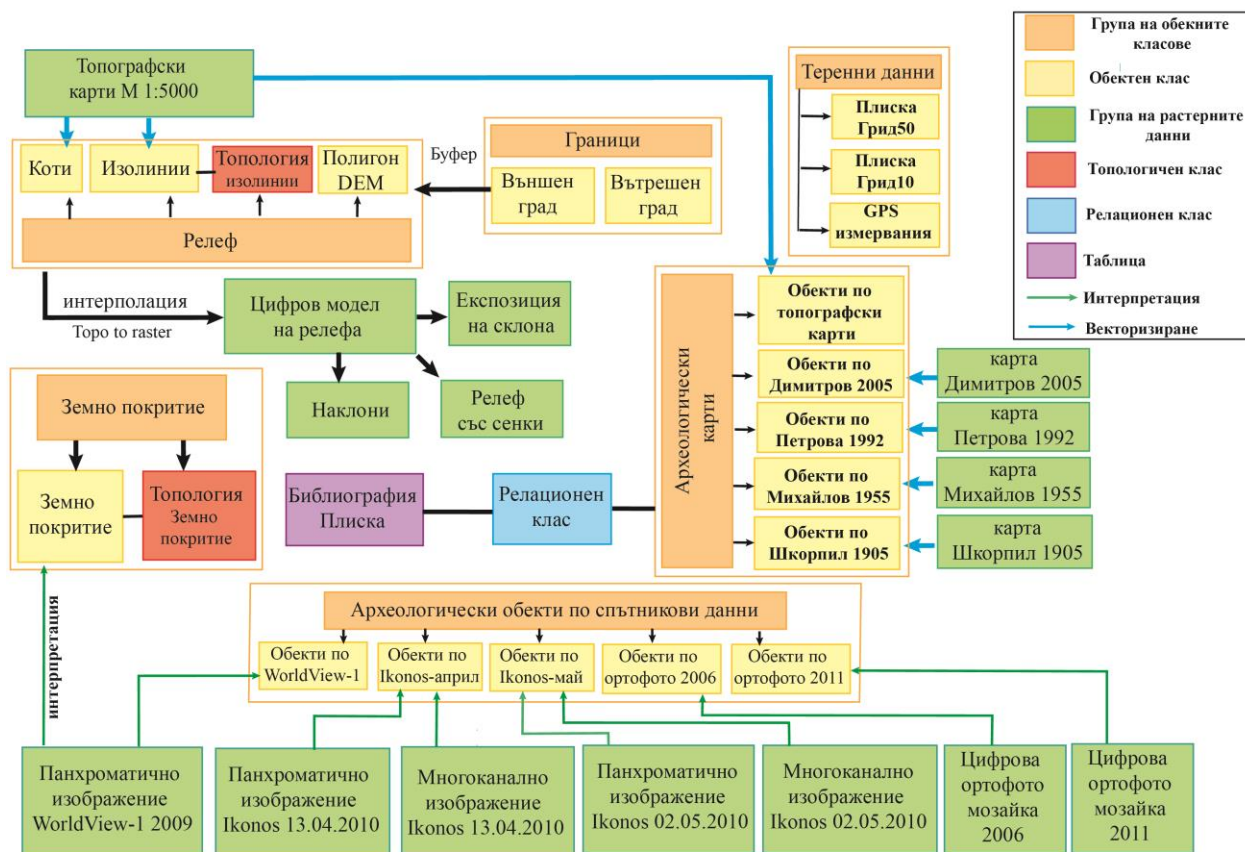 Топографски
карти М 1:5000
Коти
Изолинии
Топология
изолинии
Полигон
DEM
Релеф
Буфер
Граници
Външен
град
Вътрешен
град
Теренни данни
Плиска
Грид50
Плиска
Грид10
GPS
измервания
Група на обекните
класове
Обектен клас
Група на растерните
данни
Топологичен клас
Релационен клас
Таблица
Интерпретация
Векторизиране
интерполация
Topo to raster
Цифров модел
на релефа
Експозиция
на склона
Наклони
Релеф
със сенки
Земно покритие
Земно
покритие
Топология
Земно
покритие
Библиография
Плиска
Релационен
клас
Археологически
карти
Обекти по
топографски
карти
Обекти по
Димитров 2005
Обекти по
Петрова 1992
Обекти по
Михайлов 1955
Обекти по
Шкорпил 1905
карта
Димитров 2005
карта
Петрова 1992
карта
Михайлов 1955
карта
Шкорпил 1905
интерпретация
Археологически обекти по спътникови данни
Обекти по
WorldView-1
Обекти по
Ikonos-април
Обекти по
Ikonos-май
Обекти по
ортофото 2006
Обекти по
ортофото 2011
Панхроматично
изображение
WorldView-1 2009
Панхроматично
изображение
Ikonos 13.04.2010
Многоканално
изображение
Ikonos 13.04.2010
Панхроматично
изображение
Ikonos 02.05.2010
Многоканално
изображение
Ikonos 02.05.2010
Цифрова
ортофото
мозайка
2006
Цифрова
ортофото
мозайка
2011